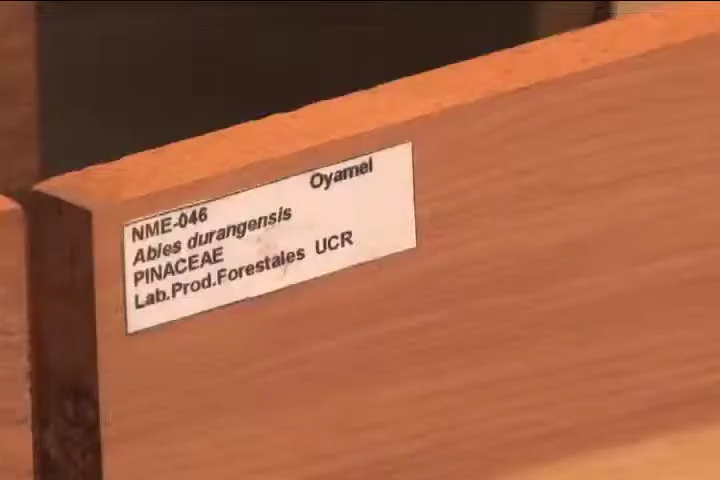 Oyamel
NME-046
Abies durangensis
PINACEAE
Lab.Prod.Forestales UCR